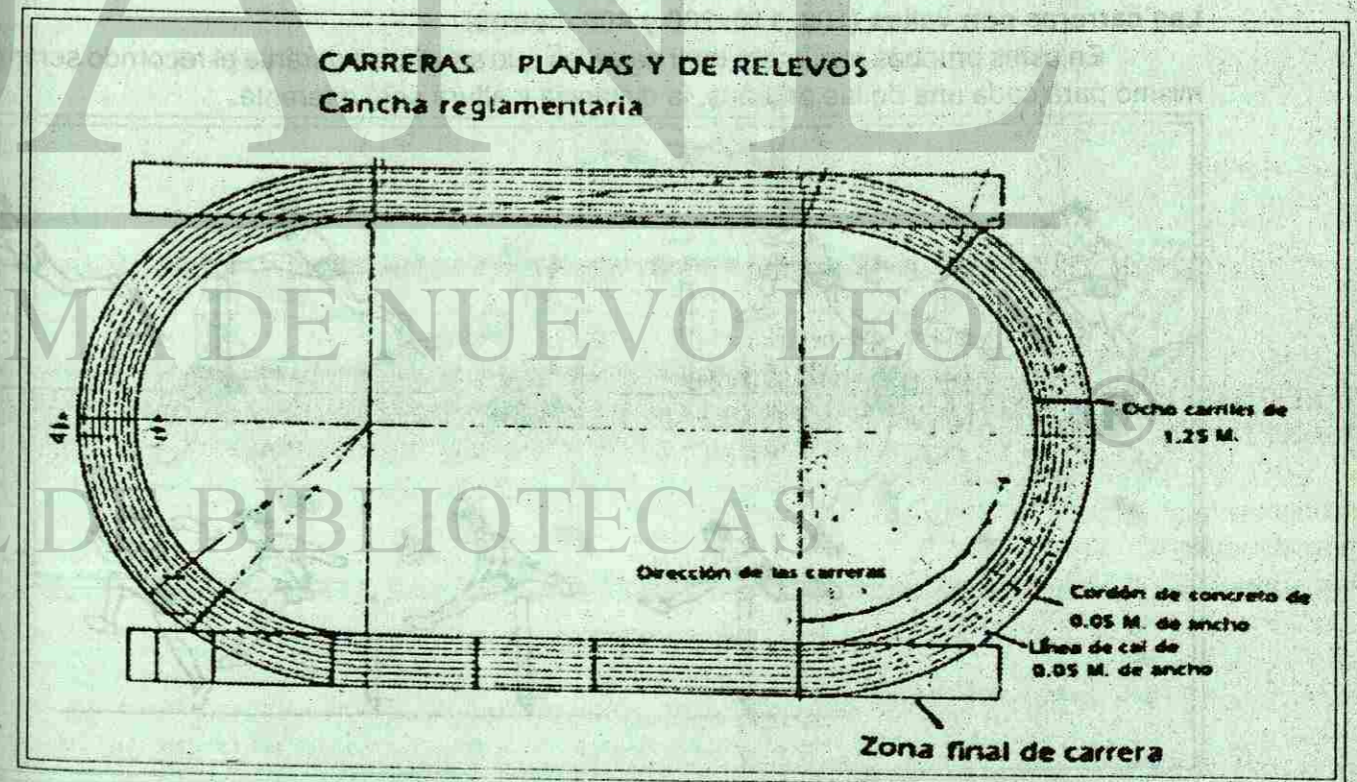 CARRERAS PLANAS Y DE RELEVOS
Cancha reglamentaria
Ocho carriles de
1.25 M.
Dirección de las carreras
Cordón de concreto de
0.05 M. de ancho
Línea de cal de
0.05 M. de ancho
Zona final de carrera
MA DE NUEVO LEON
®
BIBLIOTECAS